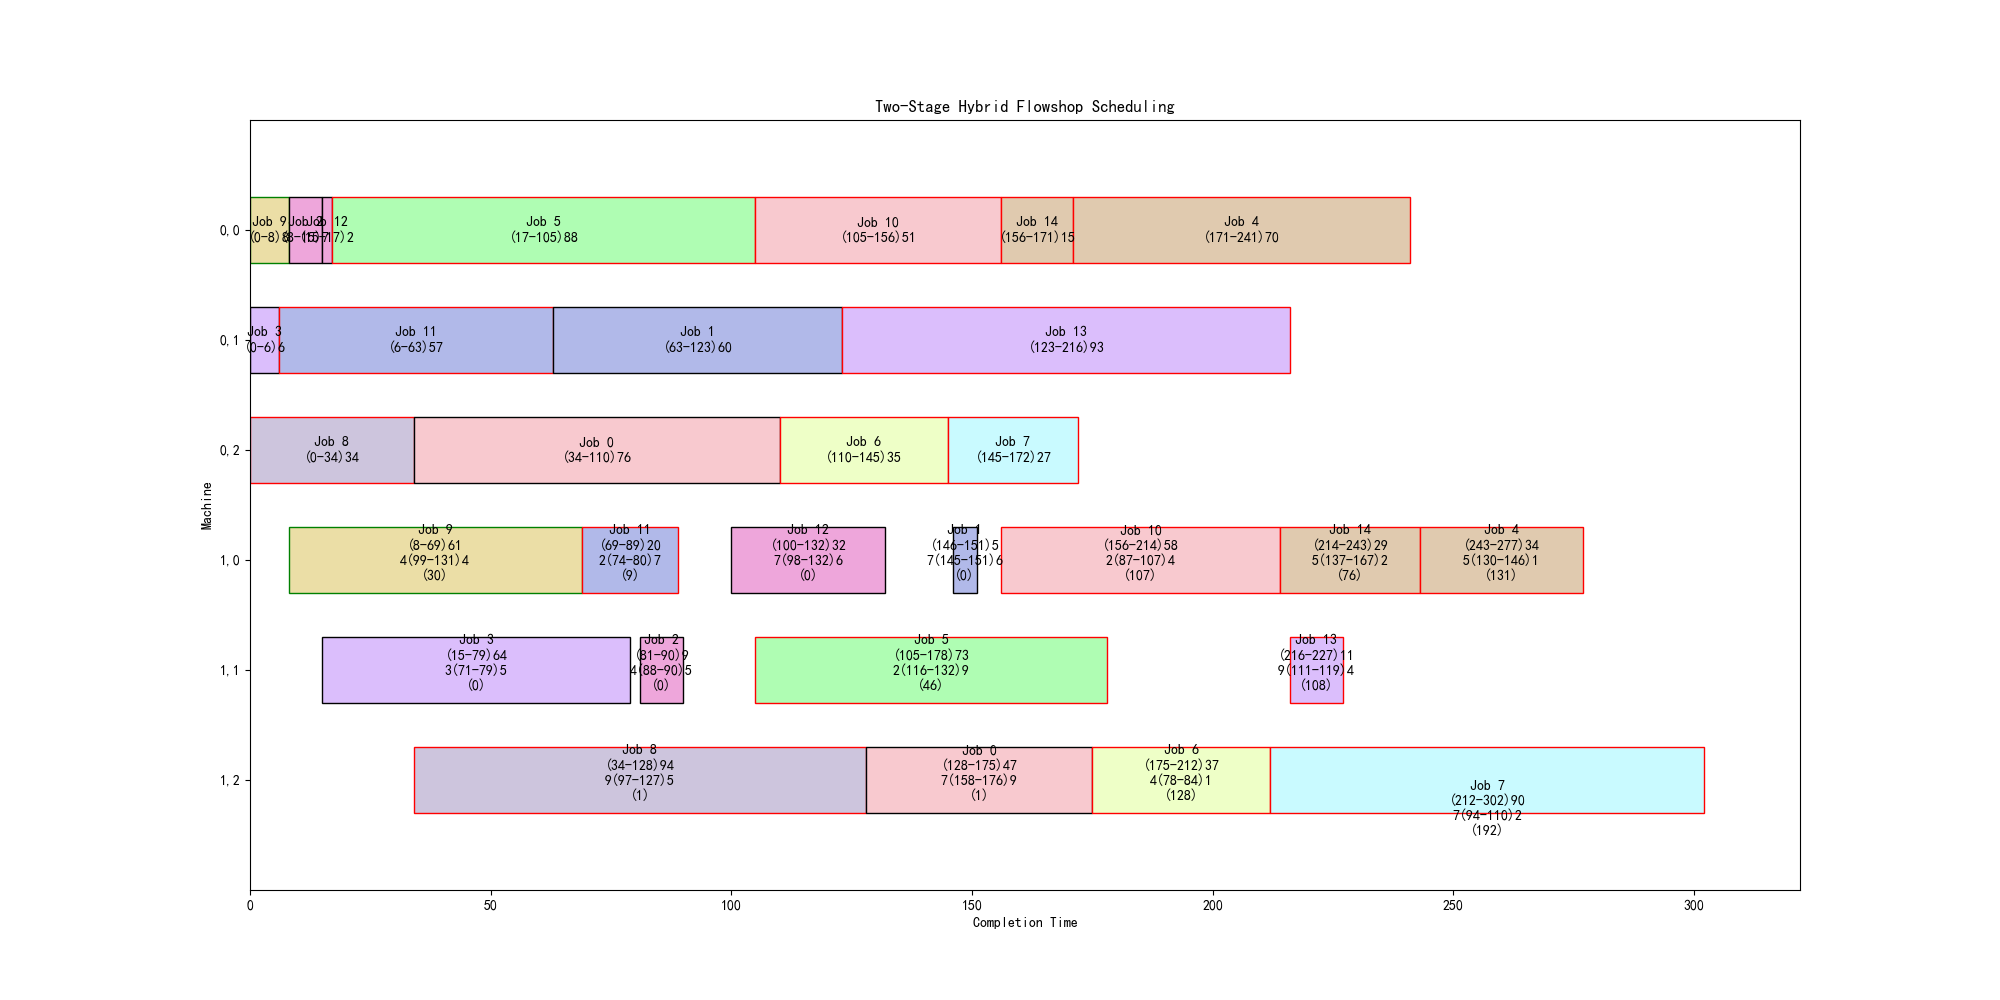 Two-Stage Hybrid Flowshop Scheduling
0,0
Job 9
(0-8)8
Job 2
(8-15)7
Job 12
(15-17)2
Job 5
(17-105)88
Job 10
(105-156)51
Job 14
(156-171)15
Job 4
(171-241)70
0,1
Job 3
(0-6)6
Job 11
(6-63)57
Job 1
(63-123)60
Job 13
(123-216)93
0,2
Job 8
(0-34)34
Job 0
(34-110)76
Job 6
(110-145)35
Job 7
(145-172)27
Machine
1,0
Job 9
(8-69)61
4(99-131)4
(30)
Job 11
(69-89)20
2(74-80)7
(9)
Job 12
(100-132)32
7(98-132)6
(0)
Job 1
(146-151)5
7(145-151)6
(0)
Job 10
(156-214)58
2(87-107)4
(107)
Job 14
(214-243)29
5(137-167)2
(76)
Job 4
(243-277)34
5(130-146)1
(131)
1,1
Job 3
(15-79)64
3(71-79)5
(0)
Job 2
(81-90)9
4(88-90)5
(0)
Job 5
(105-178)73
2(116-132)9
(46)
Job 13
(216-227)11
9(111-119)4
(108)
1,2
Job 8
(34-128)94
9(97-127)5
(1)
Job 0
(128-175)47
7(158-176)9
(1)
Job 6
(175-212)37
4(78-84)1
(128)
Job 7
(212-302)90
7(94-110)2
(192)
0
50
100
150
200
250
300
Completion Time